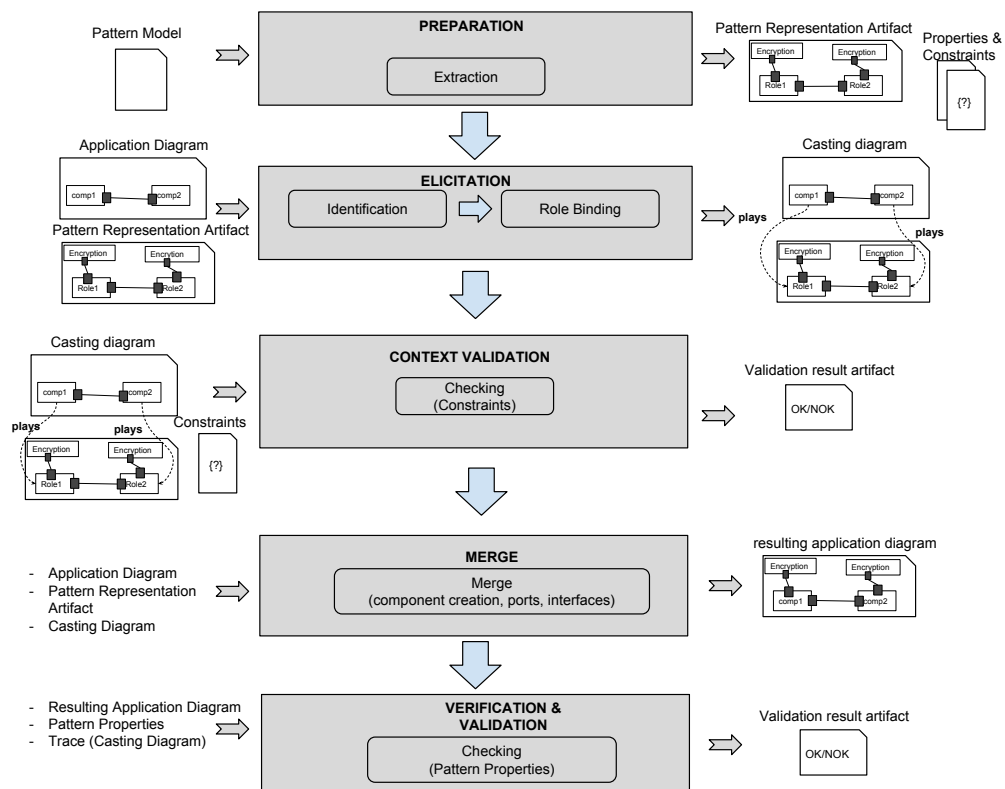 Pattern Model
PREPARATION
Extraction
Pattern Representation Artifact
Encryption
Encryption
Role1
Role2
Properties &
Constraints
{?}
Application Diagram
comp1
comp2
Pattern Representation Artifact
Encryption
Encryption
Role1
Role2
ELICITATION
Identification
Role Binding
Casting diagram
comp1
comp2
plays
plays
Encryption
Encryption
Role1
Role2
Casting diagram
comp1
comp2
plays
plays
Encryption
Encryption
Role1
Role2
Constraints
{?}
CONTEXT VALIDATION
Checking
(Constraints)
Validation result artifact
OK/NOK
- Application Diagram
- Pattern Representation
Artifact
- Casting Diagram
MERGE
Merge
(component creation, ports, interfaces)
resulting application diagram
Encryption
Encryption
comp1
comp2
- Resulting Application Diagram
- Pattern Properties
- Trace (Casting Diagram)
VERIFICATION &
VALIDATION
Checking
(Pattern Properties)
Validation result artifact
OK/NOK